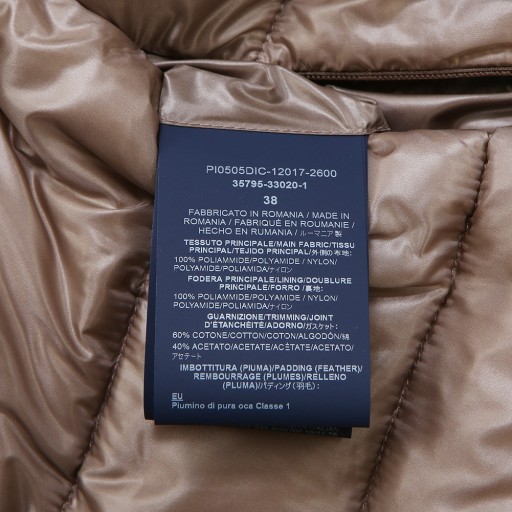 PI0505DIC-12017-2600
35795-33020-1
38
FABBRICATO IN ROMANIA / MADE IN
ROMANIA / FABRIQUÉ EN ROUMANIE /
HECHO EN RUMANIA / ルーマニア製
TESSUTO PRINCIPALE/MAIN FABRIC/TISSU
PRINCIPAL/TEJIDO PRINCIPAL/外側の布地:
100% POLIAMMIDE/POLYAMIDE / NYLON/
POLYAMIDE/POLIAMIDA/ナイロン
FODERA PRINCIPALE/LINING/DOUBLURE
PRINCIPALE/FORRO /裏地:
100% POLIAMMIDE/POLYAMIDE / NYLON/
POLYAMIDE/POLIAMIDA/ナイロン
GUARNIZIONE/TRIMMING/JOINT
D'ÉTANCHÉITÉ/ADORNO/ガスケット:
60% COTONE/COTTON/COTON/ALGODÓN/綿
40% ACETATO/ACETATE/ACÉTATE/ACETATO/
アセテート
IMBOTTITURA (PIUMA)/PADDING (FEATHER)/
REMBOURRAGE (PLUMES)/RELLENO
(PLUMA)/パディング（羽毛）:
EU
Piumino di pura oca Classe 1